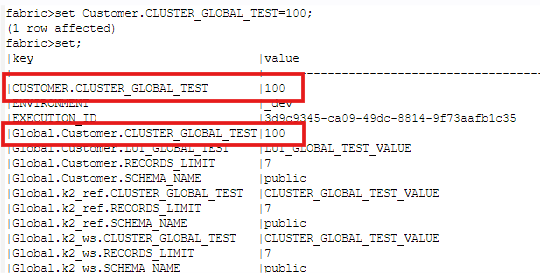 fabric>set Customer.CLUSTER_GLOBAL_TEST=100;
(1 row affected)
fabric>set;
|key |value
|CUSTOMER.CLUSTER_GLOBAL_TEST |100
|ENVIRONMENT _dev
|EXECUTION_ID |3d9c9345-ca09-49dc-8814-9f73aafb1c35
|Global.Customer.CLUSTER_GLOBAL_TEST|100
|Global.Customer.LUI_GLOBAL_TEST LUI_GLOBAL_TEST_VALUE
|Global.Customer.RECORDS_LIMIT |7
|Global.Customer.SCHEMA_NAME |public
|Global.k2_ref.CLUSTER_GLOBAL_TEST |CLUSTER_GLOBAL_TEST_VALUE
|Global.k2_ref.RECORDS_LIMIT |7
|Global.k2_ref.SCHEMA_NAME |public
|Global.k2_ws.CLUSTER_GLOBAL_TEST |CLUSTER_GLOBAL_TEST_VALUE
|Global.k2_ws.RECORDS_LIMIT |7
|Global.k2_ws.SCHEMA_NAME |public